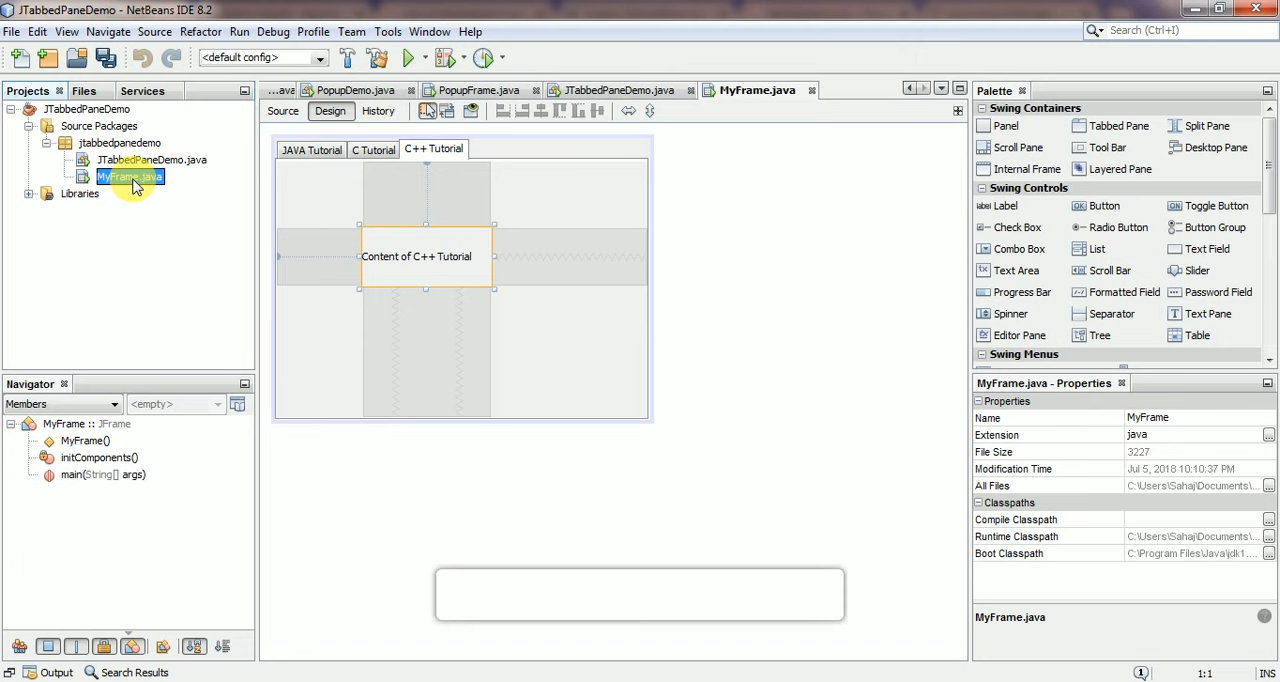 JTabbedPaneDemo - NetBeans IDE 8.2
File Edit View Navigate Source Refactor Run Debug Profile Team Tools Window Help
Search (Ctrl+I)
<default config>
Projects Files Services
JTabbedPaneDemo
Source Packages
jtabbedpanedemo
JTabbedPaneDemo.java
MyFrame.java
Libraries
Navigator
Members <empty>
MyFrame :: JFrame
MyFrame()
initComponents()
main(String[] args)
...ava PopupDemo.java PopupFrame.java JTabbedPaneDemo.java MyFrame.java
Source Design History
JAVA Tutorial C Tutorial C++ Tutorial
Content of C++ Tutorial
Palette
Swing Containers
Panel Tabbed Pane Split Pane
Scroll Pane Tool Bar Desktop Pane
Internal Frame Layered Pane
Swing Controls
Label Button Toggle Button
Check Box Radio Button Button Group
Combo Box List Text Field
Text Area Scroll Bar Slider
Progress Bar Formatted Field Password Field
Spinner Separator Text Pane
Editor Pane Tree Table
Swing Menus
MyFrame.java - Properties
Properties
Name MyFrame
Extension java
File Size 3227
Modification Time Jul 5, 2018 10:10:37 PM
All Files C:\Users\Sahaj\Documents\...
Classpaths
Compile Classpath
Runtime Classpath C:\Users\Sahaj\Documents\...
Boot Classpath C:\Program Files\Java\jdk1....
MyFrame.java
Output Search Results
1:1 INS